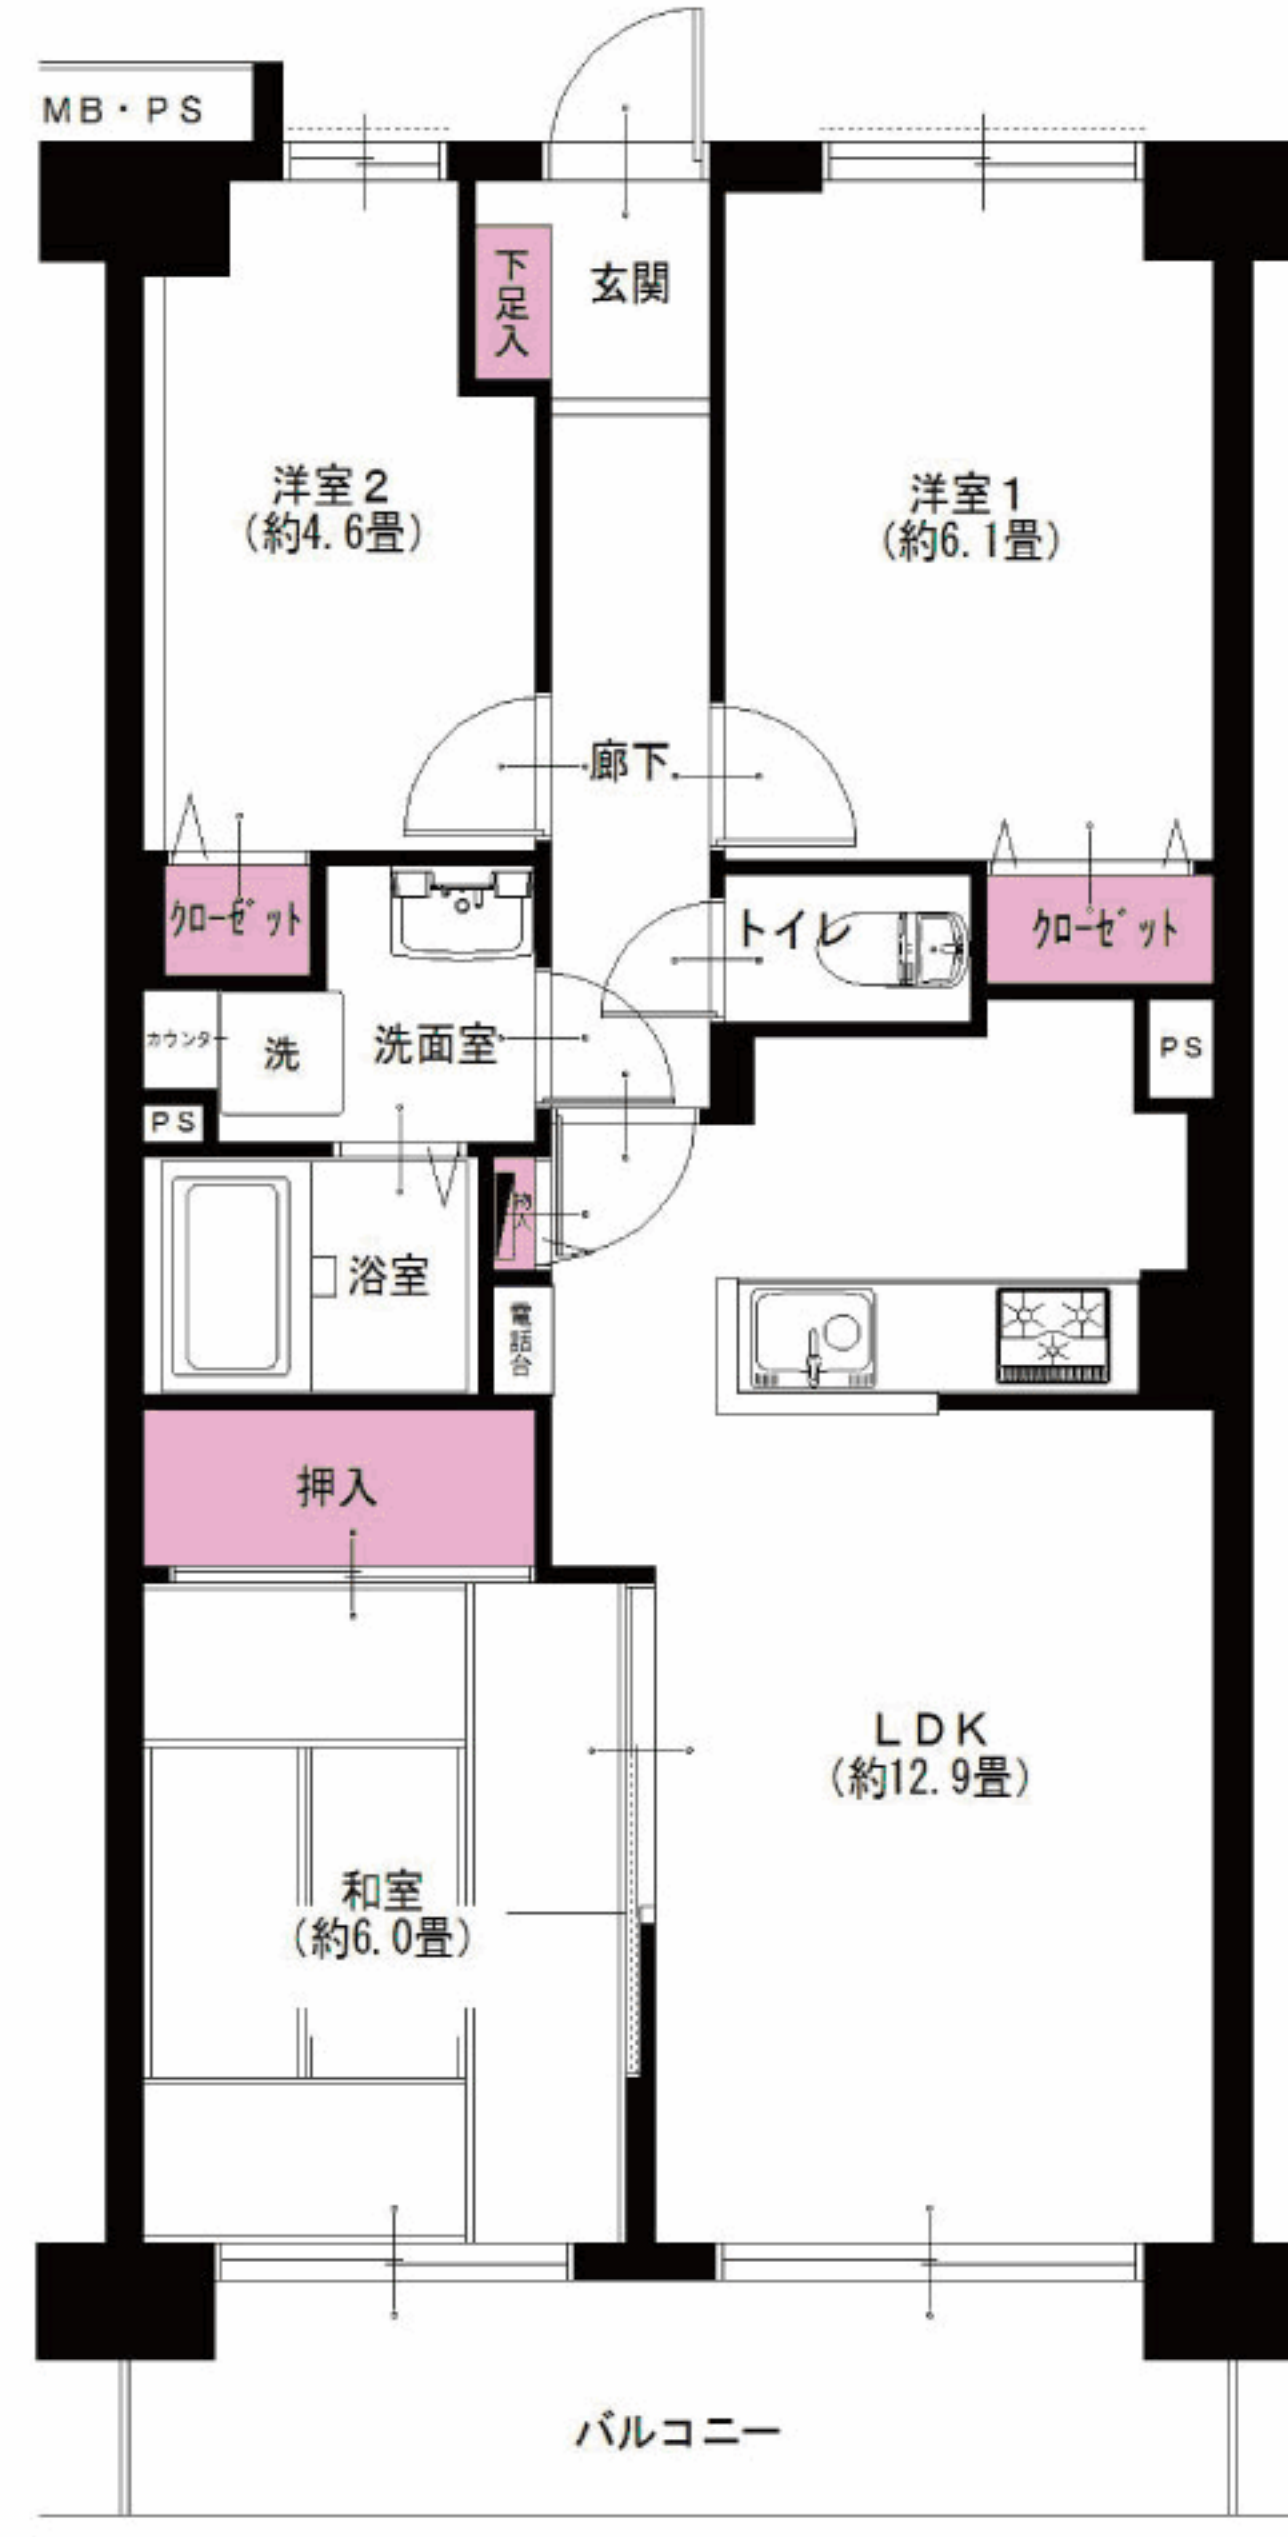 MB・PS
下足入
玄関
洋室2
(約4.6畳)
洋室1
(約6.1畳)
廊下
クローゼット
トイレ
クローゼット
カウンター
洗
洗面室
PS
PS
物入
浴室
電話台
押入
LDK
(約12.9畳)
和室
(約6.0畳)
バルコニー